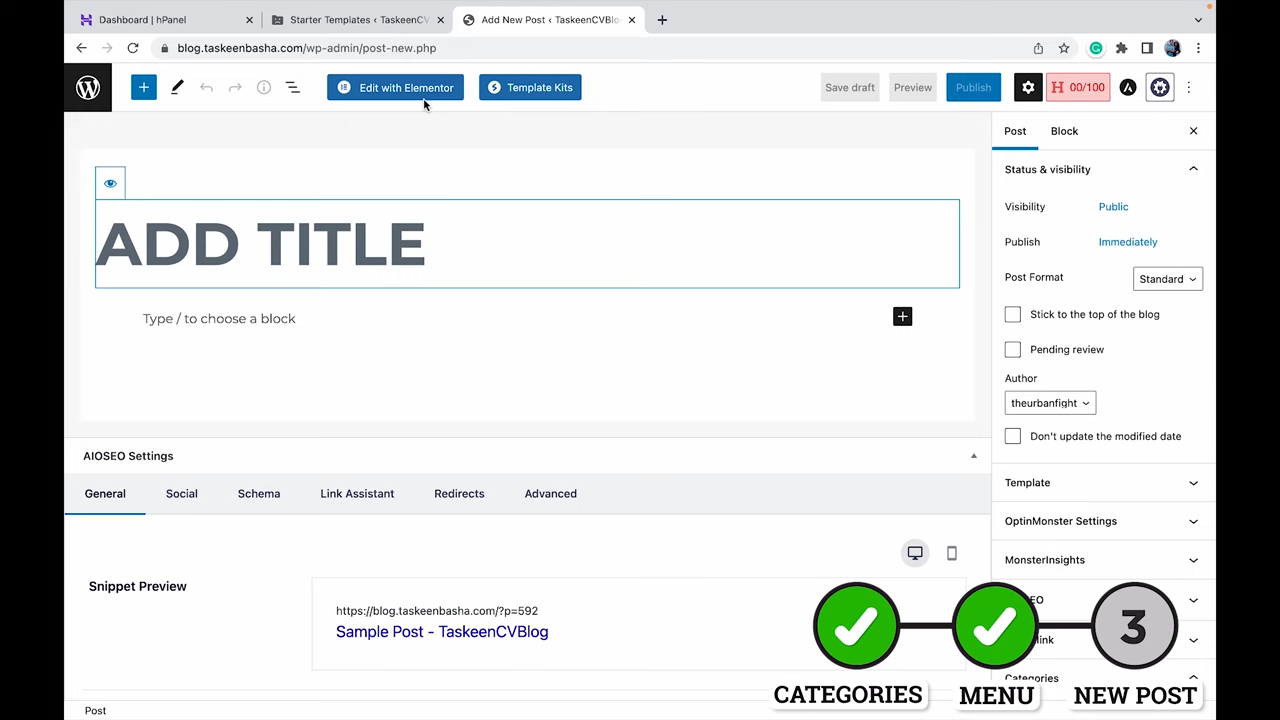 Dashboard | hPanel
Starter Templates ‹ TaskeenCV
Add New Post ‹ TaskeenCVBlog
blog.taskeenbasha.com/wp-admin/post-new.php
Edit with Elementor
Template Kits
Save draft
Preview
Publish
H 00/100
ADD TITLE
Type / to choose a block
Post
Block
Status & visibility
Visibility
Public
Publish
Immediately
Post Format
Standard
Stick to the top of the blog
Pending review
Author
theurbanfight
Don't update the modified date
Template
OptinMonster Settings
MonsterInsights
EO
link
Categories
AIOSEO Settings
General
Social
Schema
Link Assistant
Redirects
Advanced
Snippet Preview
https://blog.taskeenbasha.com/?p=592
Sample Post - TaskeenCVBlog
3
CATEGORIES
MENU
NEW POST
Post